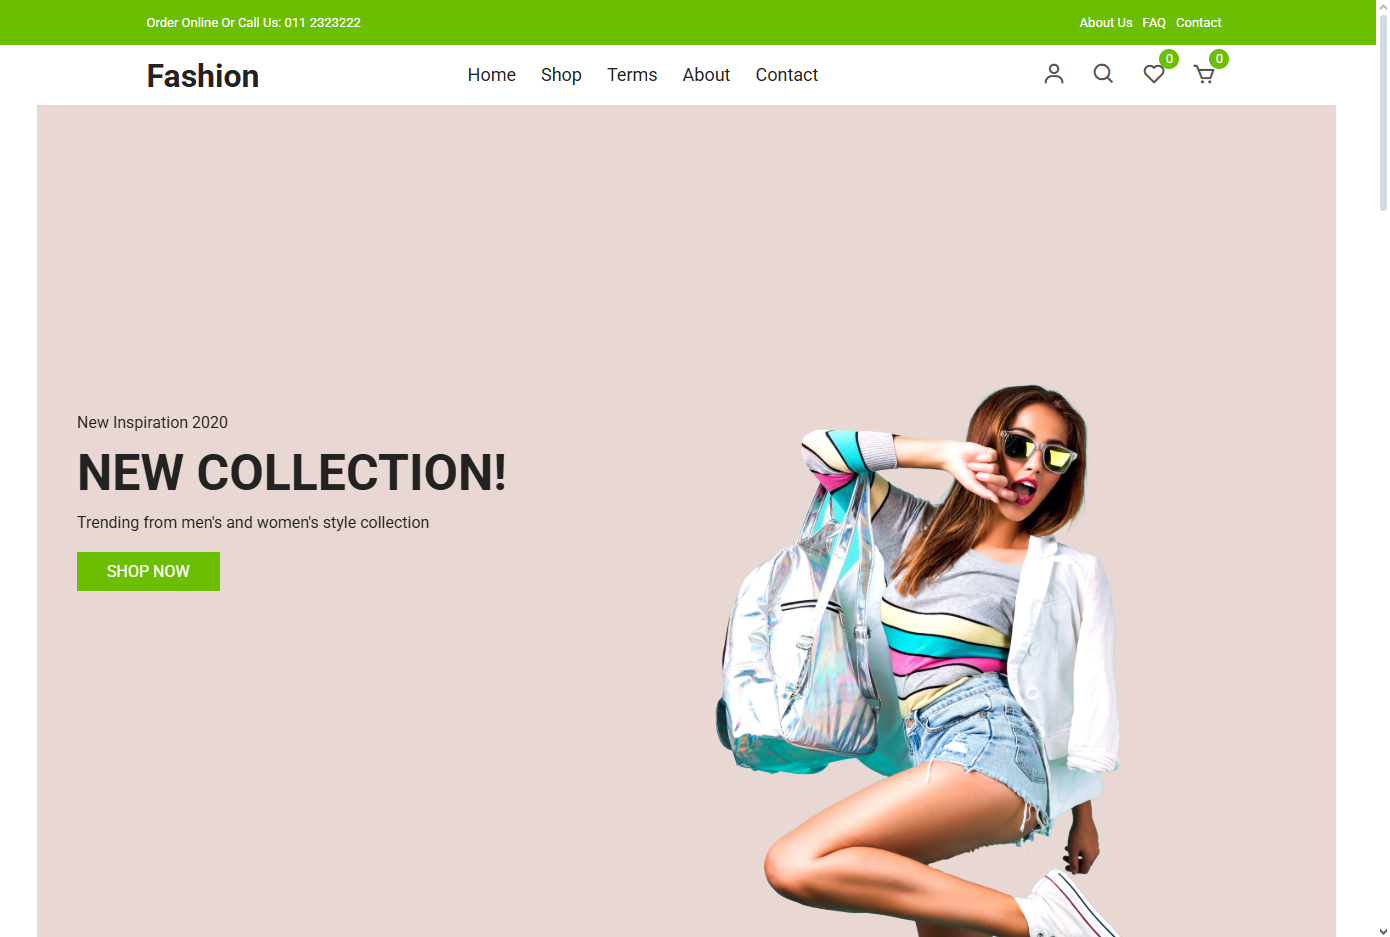 Order Online Or Call Us: 011 2323222
About Us FAQ Contact
Fashion
Home Shop Terms About Contact
0 0
New Inspiration 2020
NEW COLLECTION!
Trending from men's and women's style collection
SHOP NOW